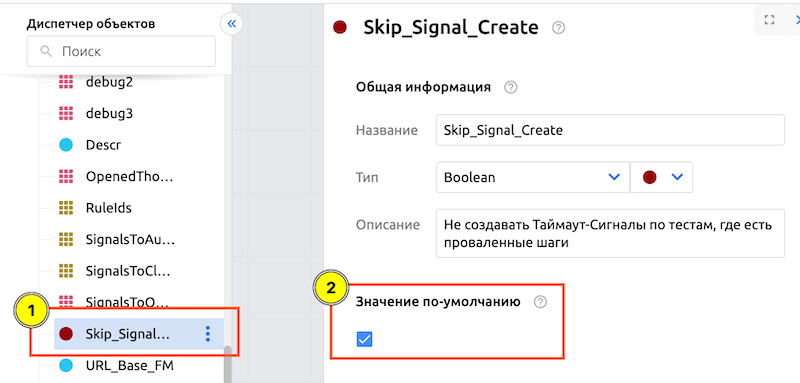 Диспетчер объектов
«
Поиск
debug2
debug3
Descr
OpenedTho...
RuleIds
SignalsToAu...
SignalsToCl...
SignalsToO...
1
Skip_Signal...
URL_Base_FM
Skip_Signal_Create ?
Общая информация ?
Название Skip_Signal_Create
Тип Boolean
Описание Не создавать Таймаут-Сигналы по тестам, где есть
проваленные шаги
2
Значение по-умолчанию ?